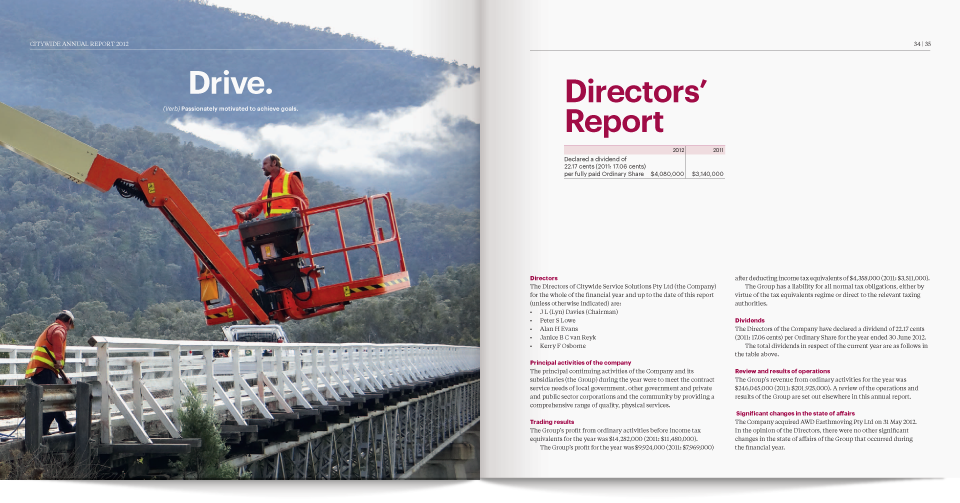 CITYWIDE ANNUAL REPORT 2012
Drive.
(Verb) Passionately motivated to achieve goals.
34 | 35
Directors'
Report
2012 2011
Declared a dividend of
22.17 cents (2011: 17.06 cents)
per fully paid Ordinary Share $4,080,000 $3,140,000
Directors
The Directors of Citywide Service Solutions Pty Ltd (the Company)
for the whole of the financial year and up to the date of this report
(unless otherwise indicated) are:
• J L (Lyn) Davies (Chairman)
• Peter S Lowe
• Alan H Evans
• Janice B C van Reyk
• Kerry F Osborne
Principal activities of the company
The principal continuing activities of the Company and its
subsidiaries (the Group) during the year were to meet the contract
service needs of local government, other government and private
and public sector corporations and the community by providing a
comprehensive range of quality, physical services.
Trading results
The Group's profit from ordinary activities before income tax
equivalents for the year was $14,282,000 (2011: $11,480,000).
The Group's profit for the year was $9,924,000 (2011: $7,969,000)
after deducting income tax equivalents of $4,358,000 (2011: $3,511,000).
The Group has a liability for all normal tax obligations, either by
virtue of the tax equivalents regime or direct to the relevant taxing
authorities.
Dividends
The Directors of the Company have declared a dividend of 22.17 cents
(2011: 17.06 cents) per Ordinary Share for the year ended 30 June 2012.
The total dividends in respect of the current year are as follows in
the table above.
Review and results of operations
The Group's revenue from ordinary activities for the year was
$246,045,000 (2011: $201,925,000). A review of the operations and
results of the Group are set out elsewhere in this annual report.
Significant changes in the state of affairs
The Company acquired AWD Earthmoving Pty Ltd on 31 May 2012.
In the opinion of the Directors, there were no other significant
changes in the state of affairs of the Group that occurred during
the financial year.